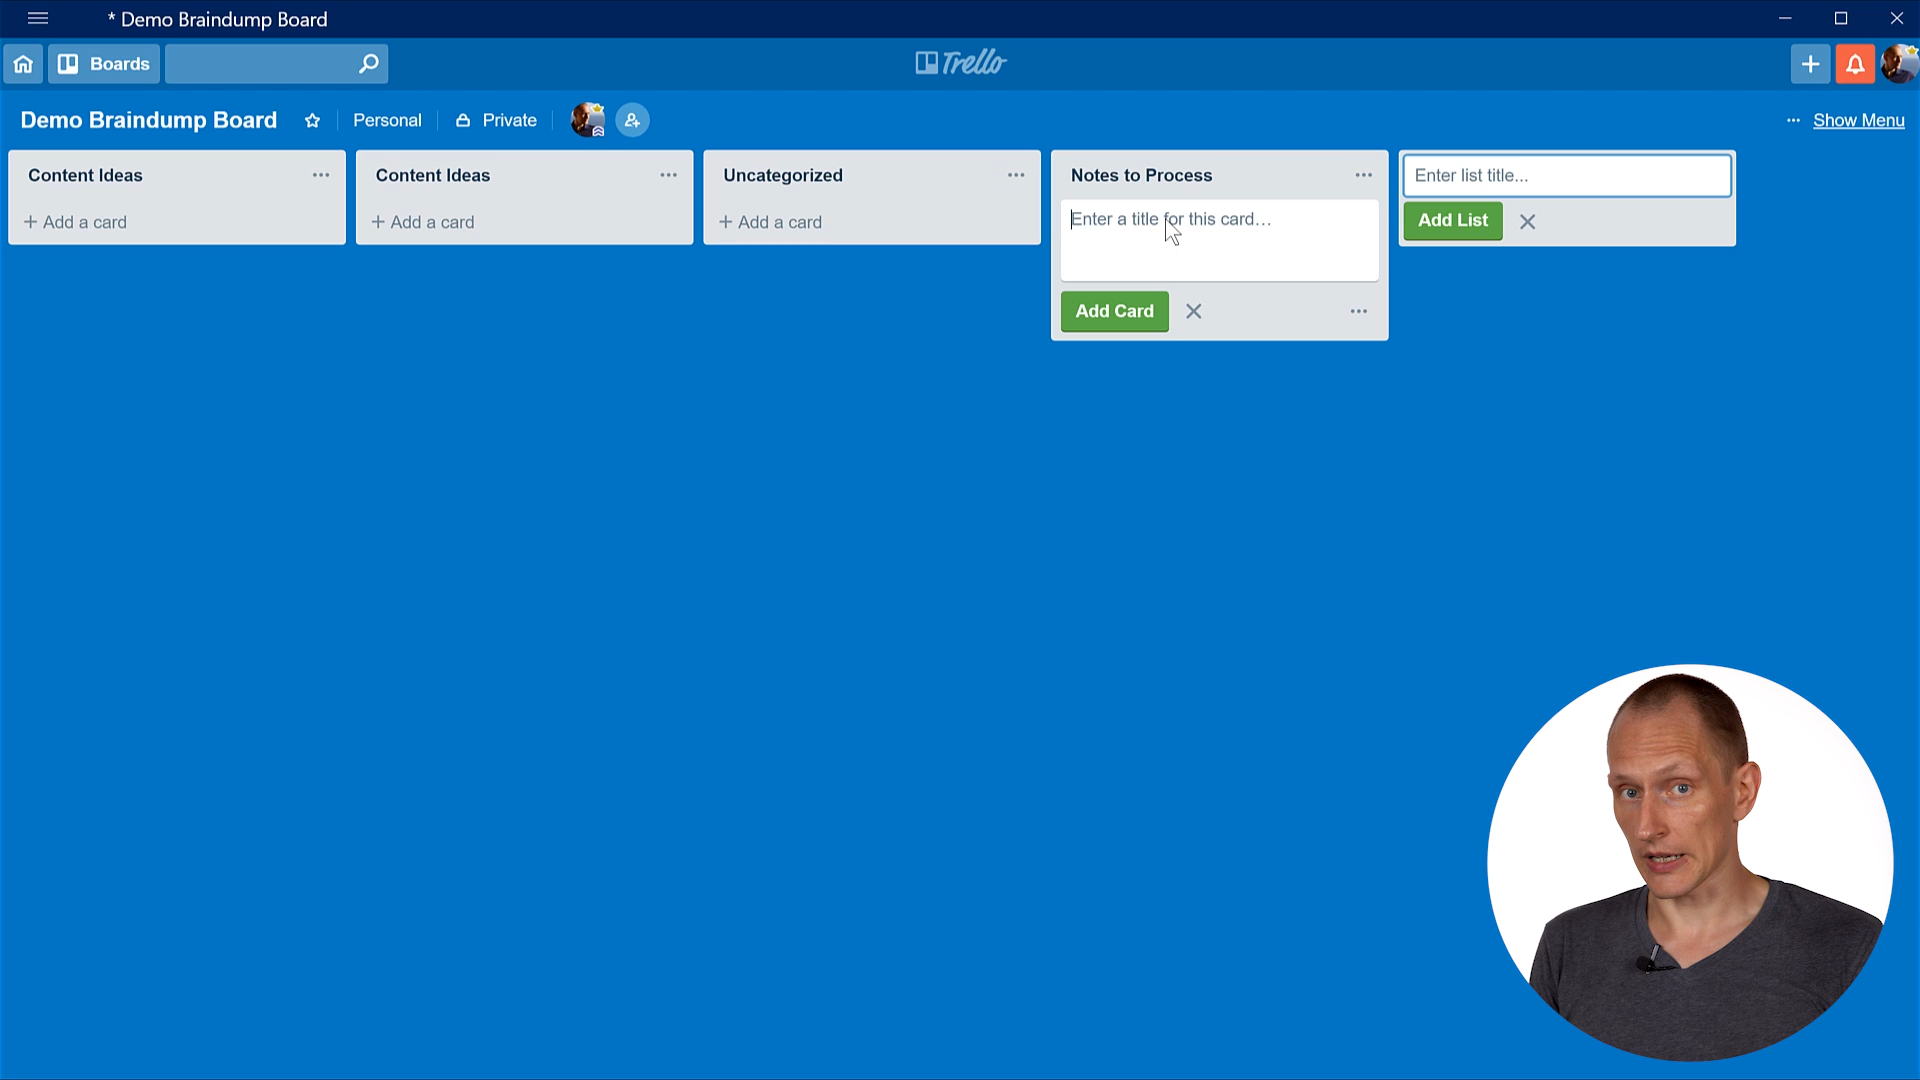 * Demo Braindump Board
Boards
Trello
Demo Braindump Board
Personal
Private
Show Menu
Content Ideas
+ Add a card
Content Ideas
+ Add a card
Uncategorized
+ Add a card
Notes to Process
Enter a title for this card…
Add Card
Enter list title...
Add List